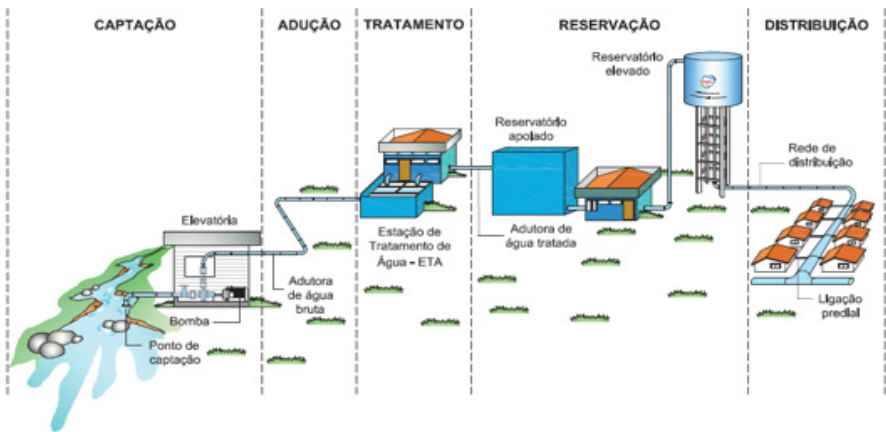 CAPTAÇÃO
ADUÇÃO
TRATAMENTO
RESERVAÇÃO
DISTRIBUIÇÃO
Reservatório
elevado
Reservatório
apoiado
Rede de
distribuição
Elevatória
Estação de
Tratamento de
Água - ETA
Adutora de
água tratada
Adutora
de água
bruta
Bomba
Ponto de
captação
Ligação
predial